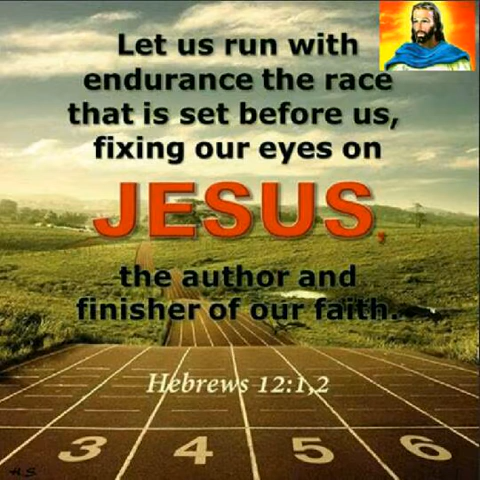 Let us run with
endurance the race
that is set before us,
fixing our eyes on
JESUS,
the author and
finisher of our faith.
Hebrews 12:1,2
3 4 5 6
H.S.